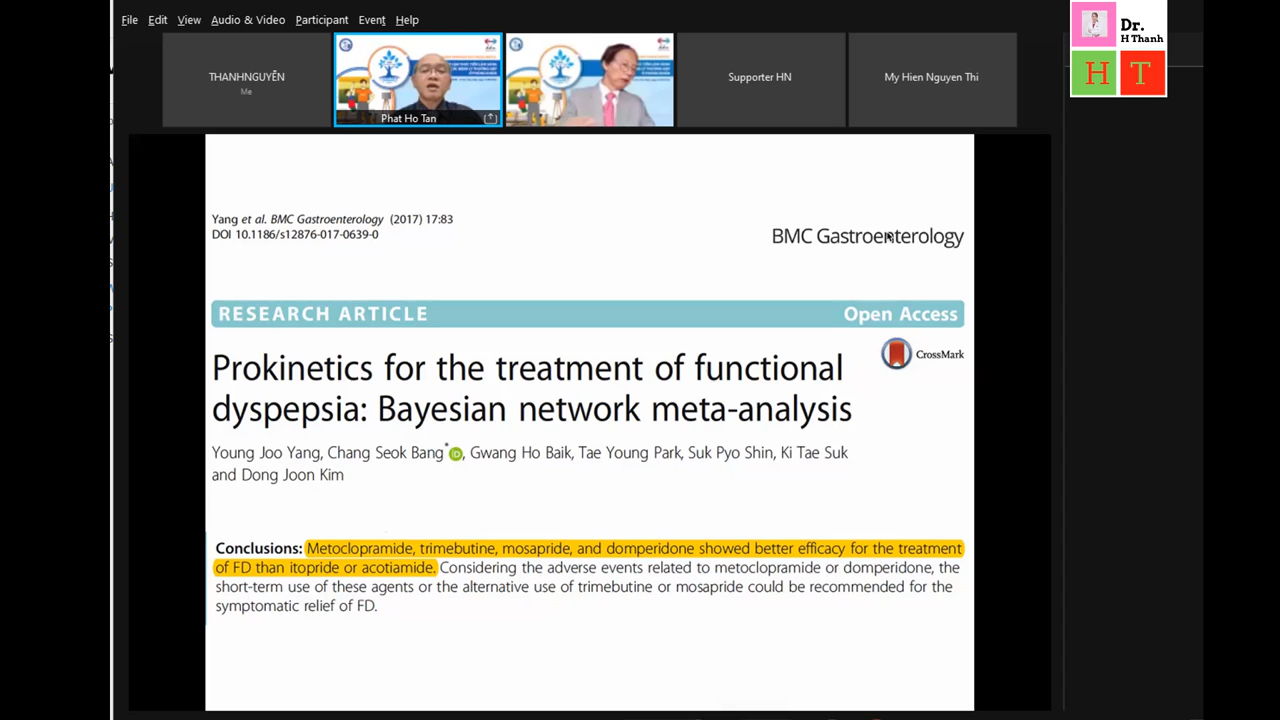 File Edit View Audio & Video Participant Event Help
Dr.
H Thanh
H T
THANHNGUYỄN
Me
Phat Ho Tan
Supporter HN
My Hien Nguyen Thi
Yang et al. BMC Gastroenterology (2017) 17:83
DOI 10.1186/s12876-017-0639-0
BMC Gastroenterology
RESEARCH ARTICLE Open Access
CrossMark
Prokinetics for the treatment of functional
dyspepsia: Bayesian network meta-analysis
Young Joo Yang, Chang Seok Bang*, Gwang Ho Baik, Tae Young Park, Suk Pyo Shin, Ki Tae Suk
and Dong Joon Kim
Conclusions: Metoclopramide, trimebutine, mosapride, and domperidone showed better efficacy for the treatment
of FD than itopride or acotiamide. Considering the adverse events related to metoclopramide or domperidone, the
short-term use of these agents or the alternative use of trimebutine or mosapride could be recommended for the
symptomatic relief of FD.